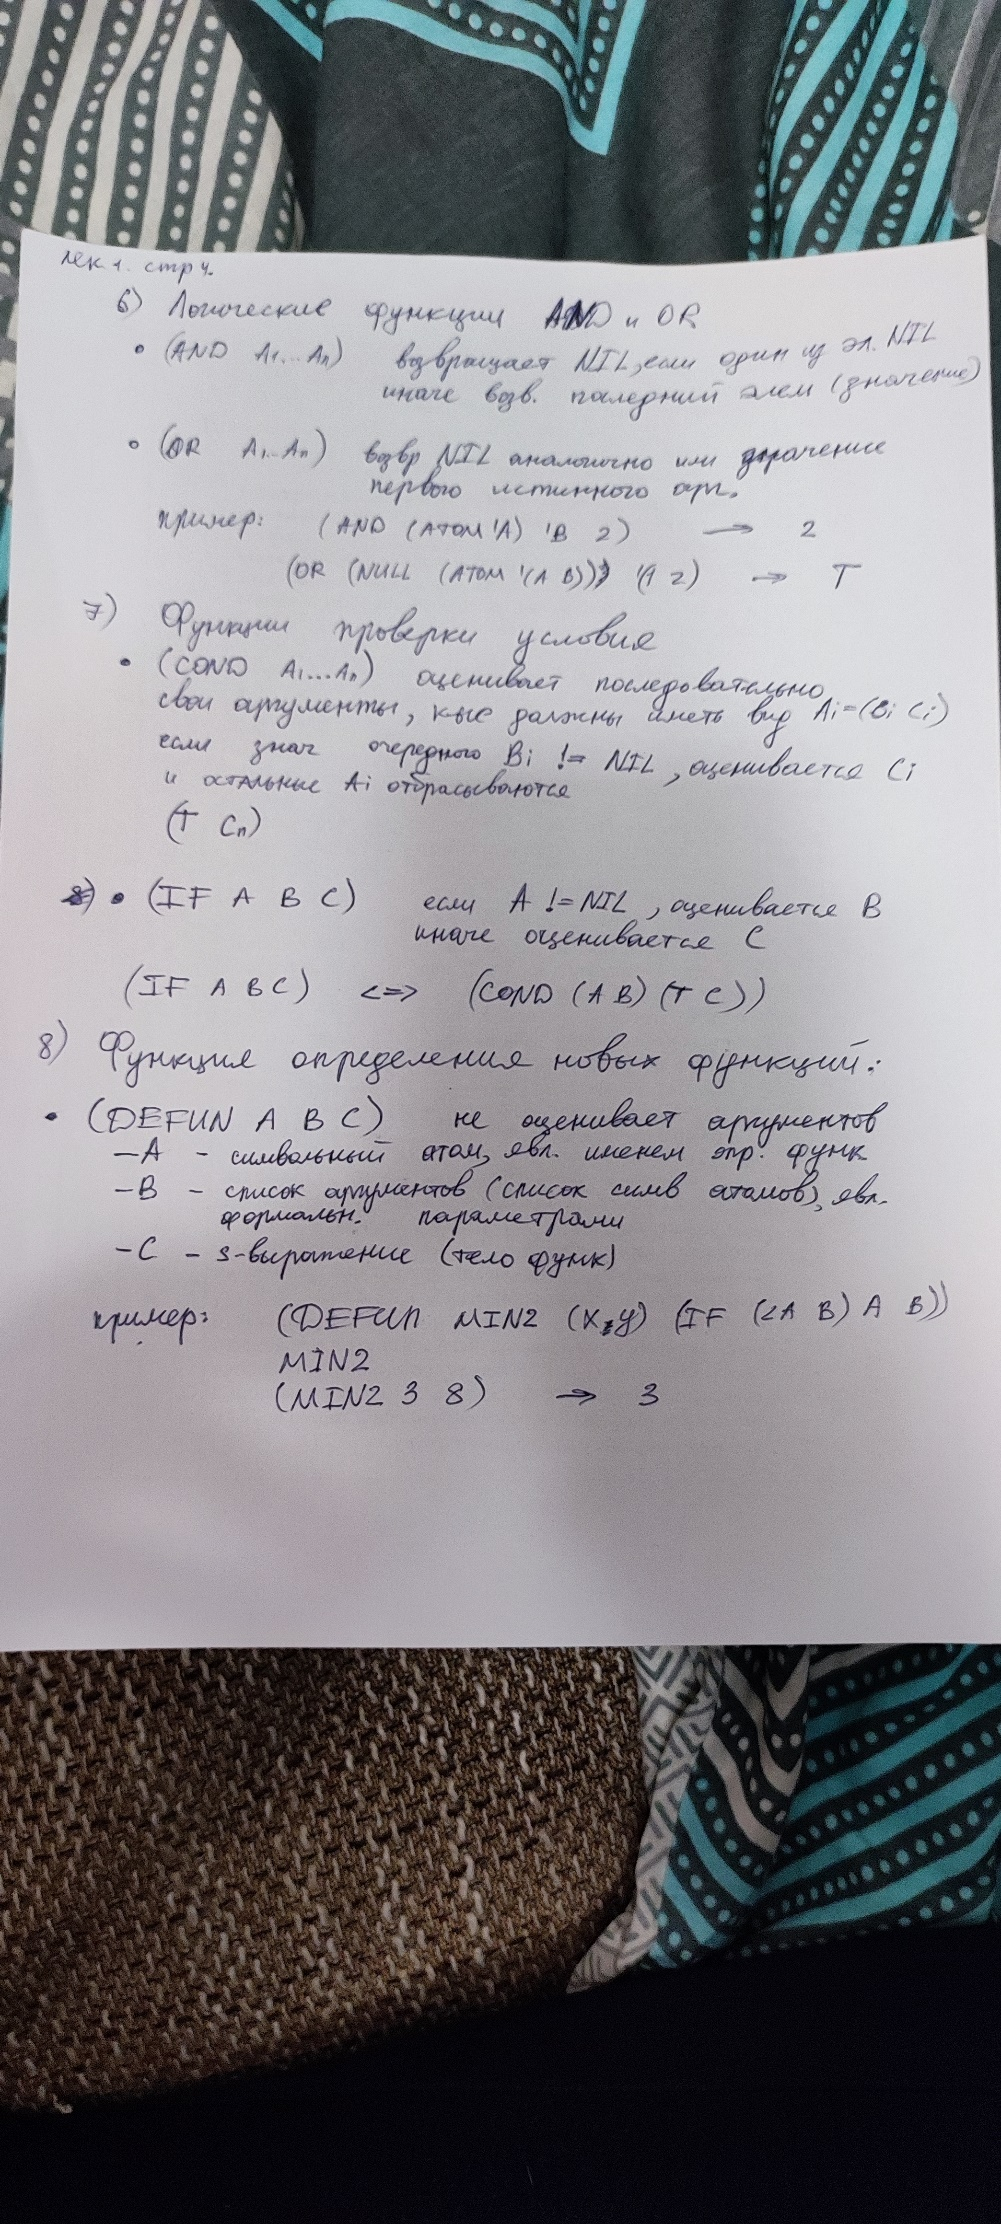 лек. 1. стр 4.
6) Логические функции AND и OR
• (AND A1...An) возвращает NIL, если один из эл. NIL
иначе возв. последний элем (значение)
• (OR A1...An) возвр NIL аналогично или значение
первого истинного арг.
пример: (AND (ATOM 'A) 'B 2) → 2
(OR (NULL (ATOM '(A B))) '(1 2) → T
7) Функции проверки условия
• (COND A1...An) оценивает последовательно
свои аргументы, кые должны иметь вид Ai=(Bi Ci)
если знач очередного Bi != NIL, оценивается Ci
и остальные Ai отбрасываются
(T Cn)
• (IF A B C) если A != NIL, оценивается B
иначе оценивается C
(IF A B C) <=> (COND (A B) (T C))
8) Функция определения новых функций:
• (DEFUN A B C) не оценивает аргументов
– A – символьный атом, явл. именем опр. функ
– B – список аргументов (список симв атомов), явл.
формальн. параметрами
– C – s-выражение (тело функ)
пример: (DEFUN MIN2 (X y) (IF (< A B) A B))
MIN2
(MIN2 3 8) → 3